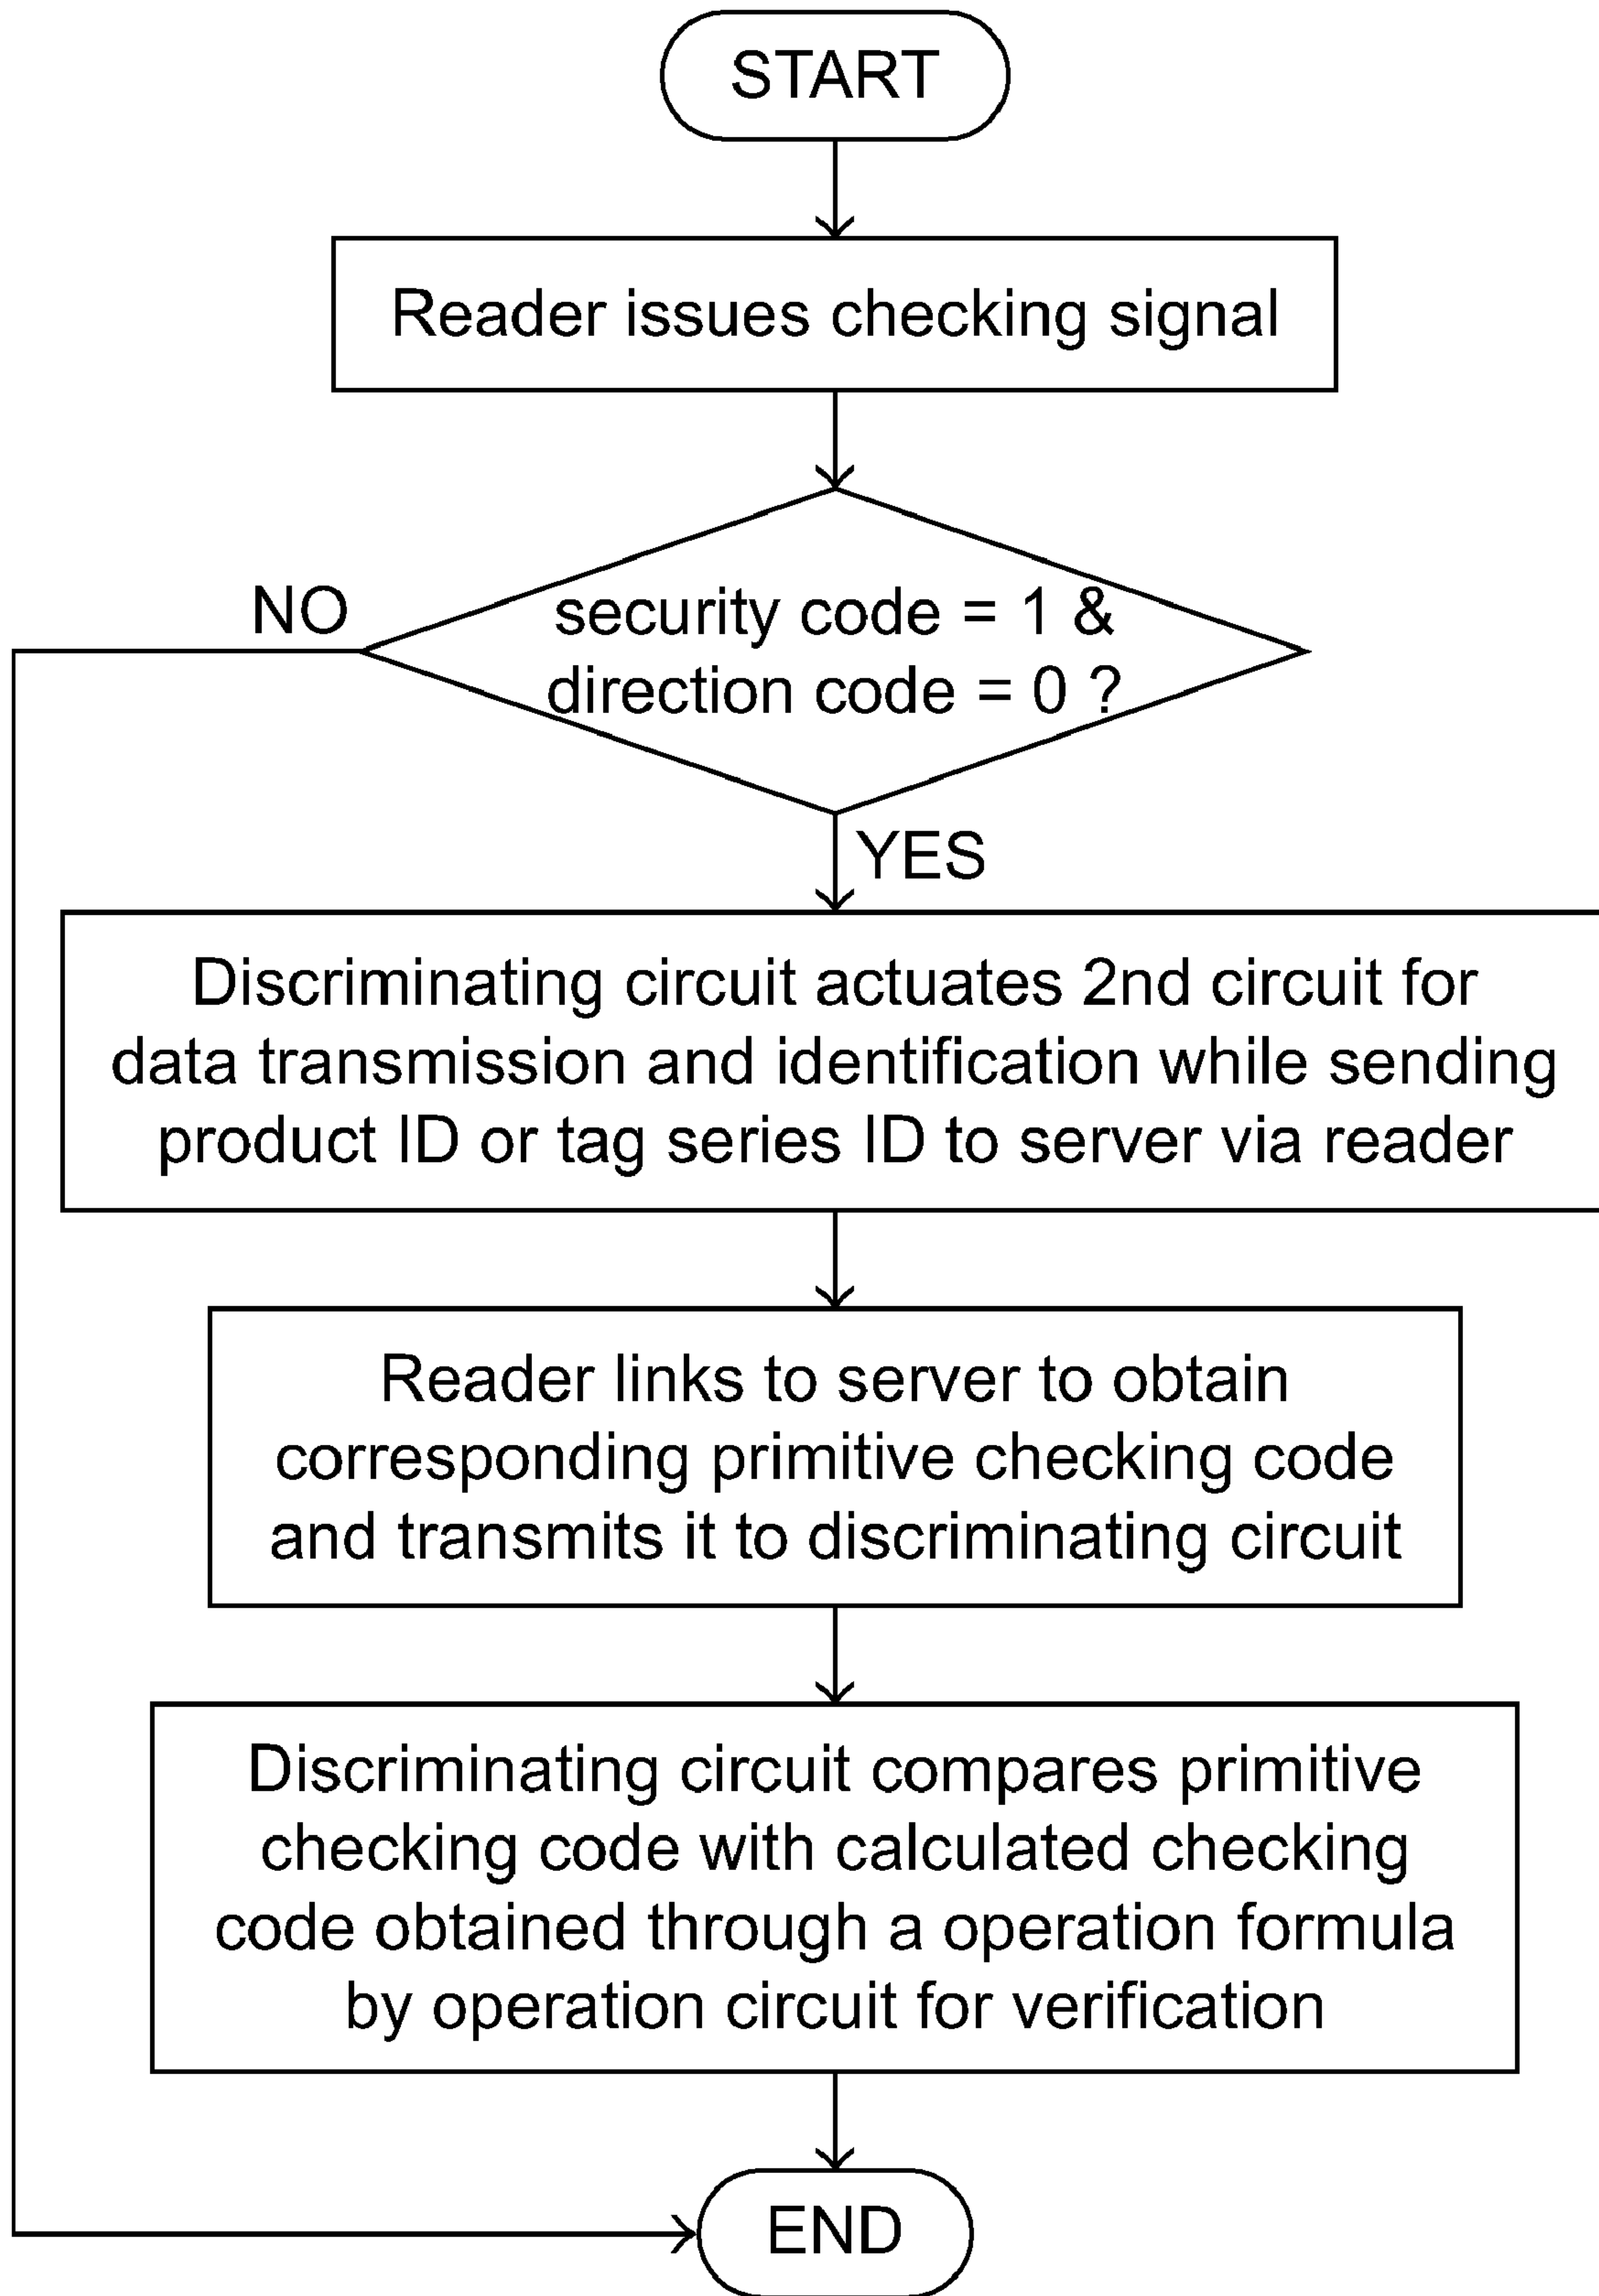 START
Reader issues checking signal
NO
security code = 1 &
direction code = 0 ?
YES
Discriminating circuit actuates 2nd circuit for
data transmission and identification while sending
product ID or tag series ID to server via reader
Reader links to server to obtain
corresponding primitive checking code
and transmits it to discriminating circuit
Discriminating circuit compares primitive
checking code with calculated checking
code obtained through a operation formula
by operation circuit for verification
END